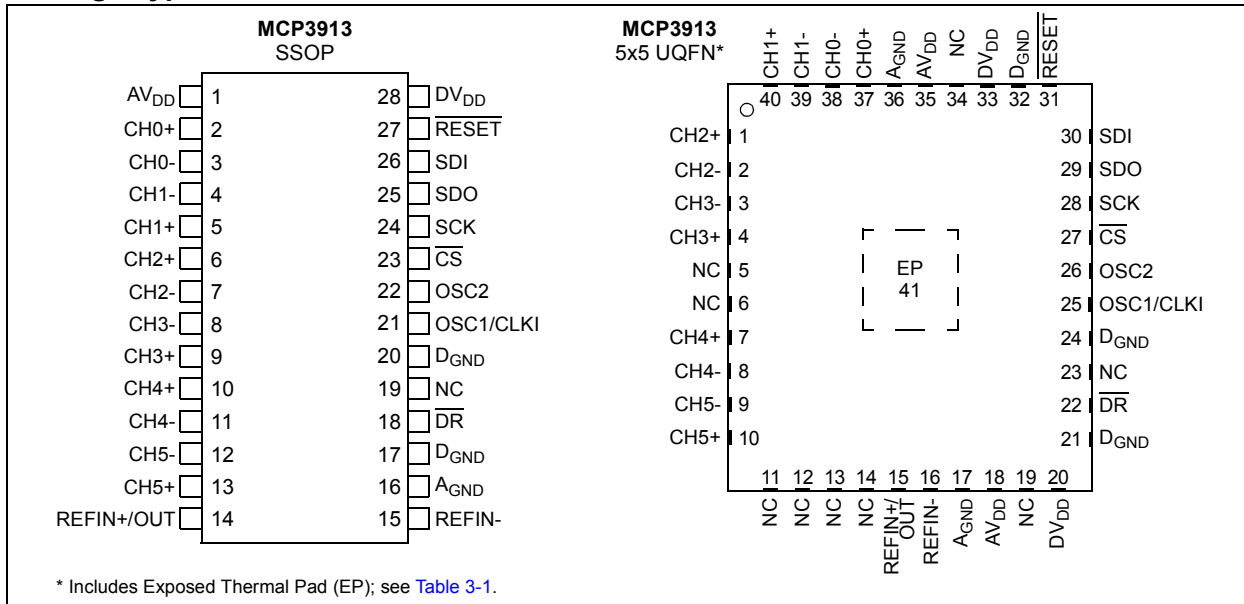 MCP3913
SSOP
AVDD 1
CH0+ 2
CH0- 3
CH1- 4
CH1+ 5
CH2+ 6
CH2- 7
CH3- 8
CH3+ 9
CH4+ 10
CH4- 11
CH5- 12
CH5+ 13
REFIN+/OUT 14
28 DVDD
27 RESET
26 SDI
25 SDO
24 SCK
23 CS
22 OSC2
21 OSC1/CLKI
20 DGND
19 NC
18 DR
17 DGND
16 AGND
15 REFIN-
* Includes Exposed Thermal Pad (EP); see Table 3-1.
MCP3913
5x5 UQFN*
CH1+ CH1- CH0- CH0+ AGND AVDD NC DVDD DGND RESET
40 39 38 37 36 35 34 33 32 31
CH2+ 1
CH2- 2
CH3- 3
CH3+ 4
NC 5
NC 6
CH4+ 7
CH4- 8
CH5- 9
CH5+ 10
EP
41
30 SDI
29 SDO
28 SCK
27 CS
26 OSC2
25 OSC1/CLKI
24 DGND
23 NC
22 DR
21 DGND
11 12 13 14 15 16 17 18 19 20
NC NC NC NC REFIN+/OUT REFIN- AGND AVDD NC DVDD